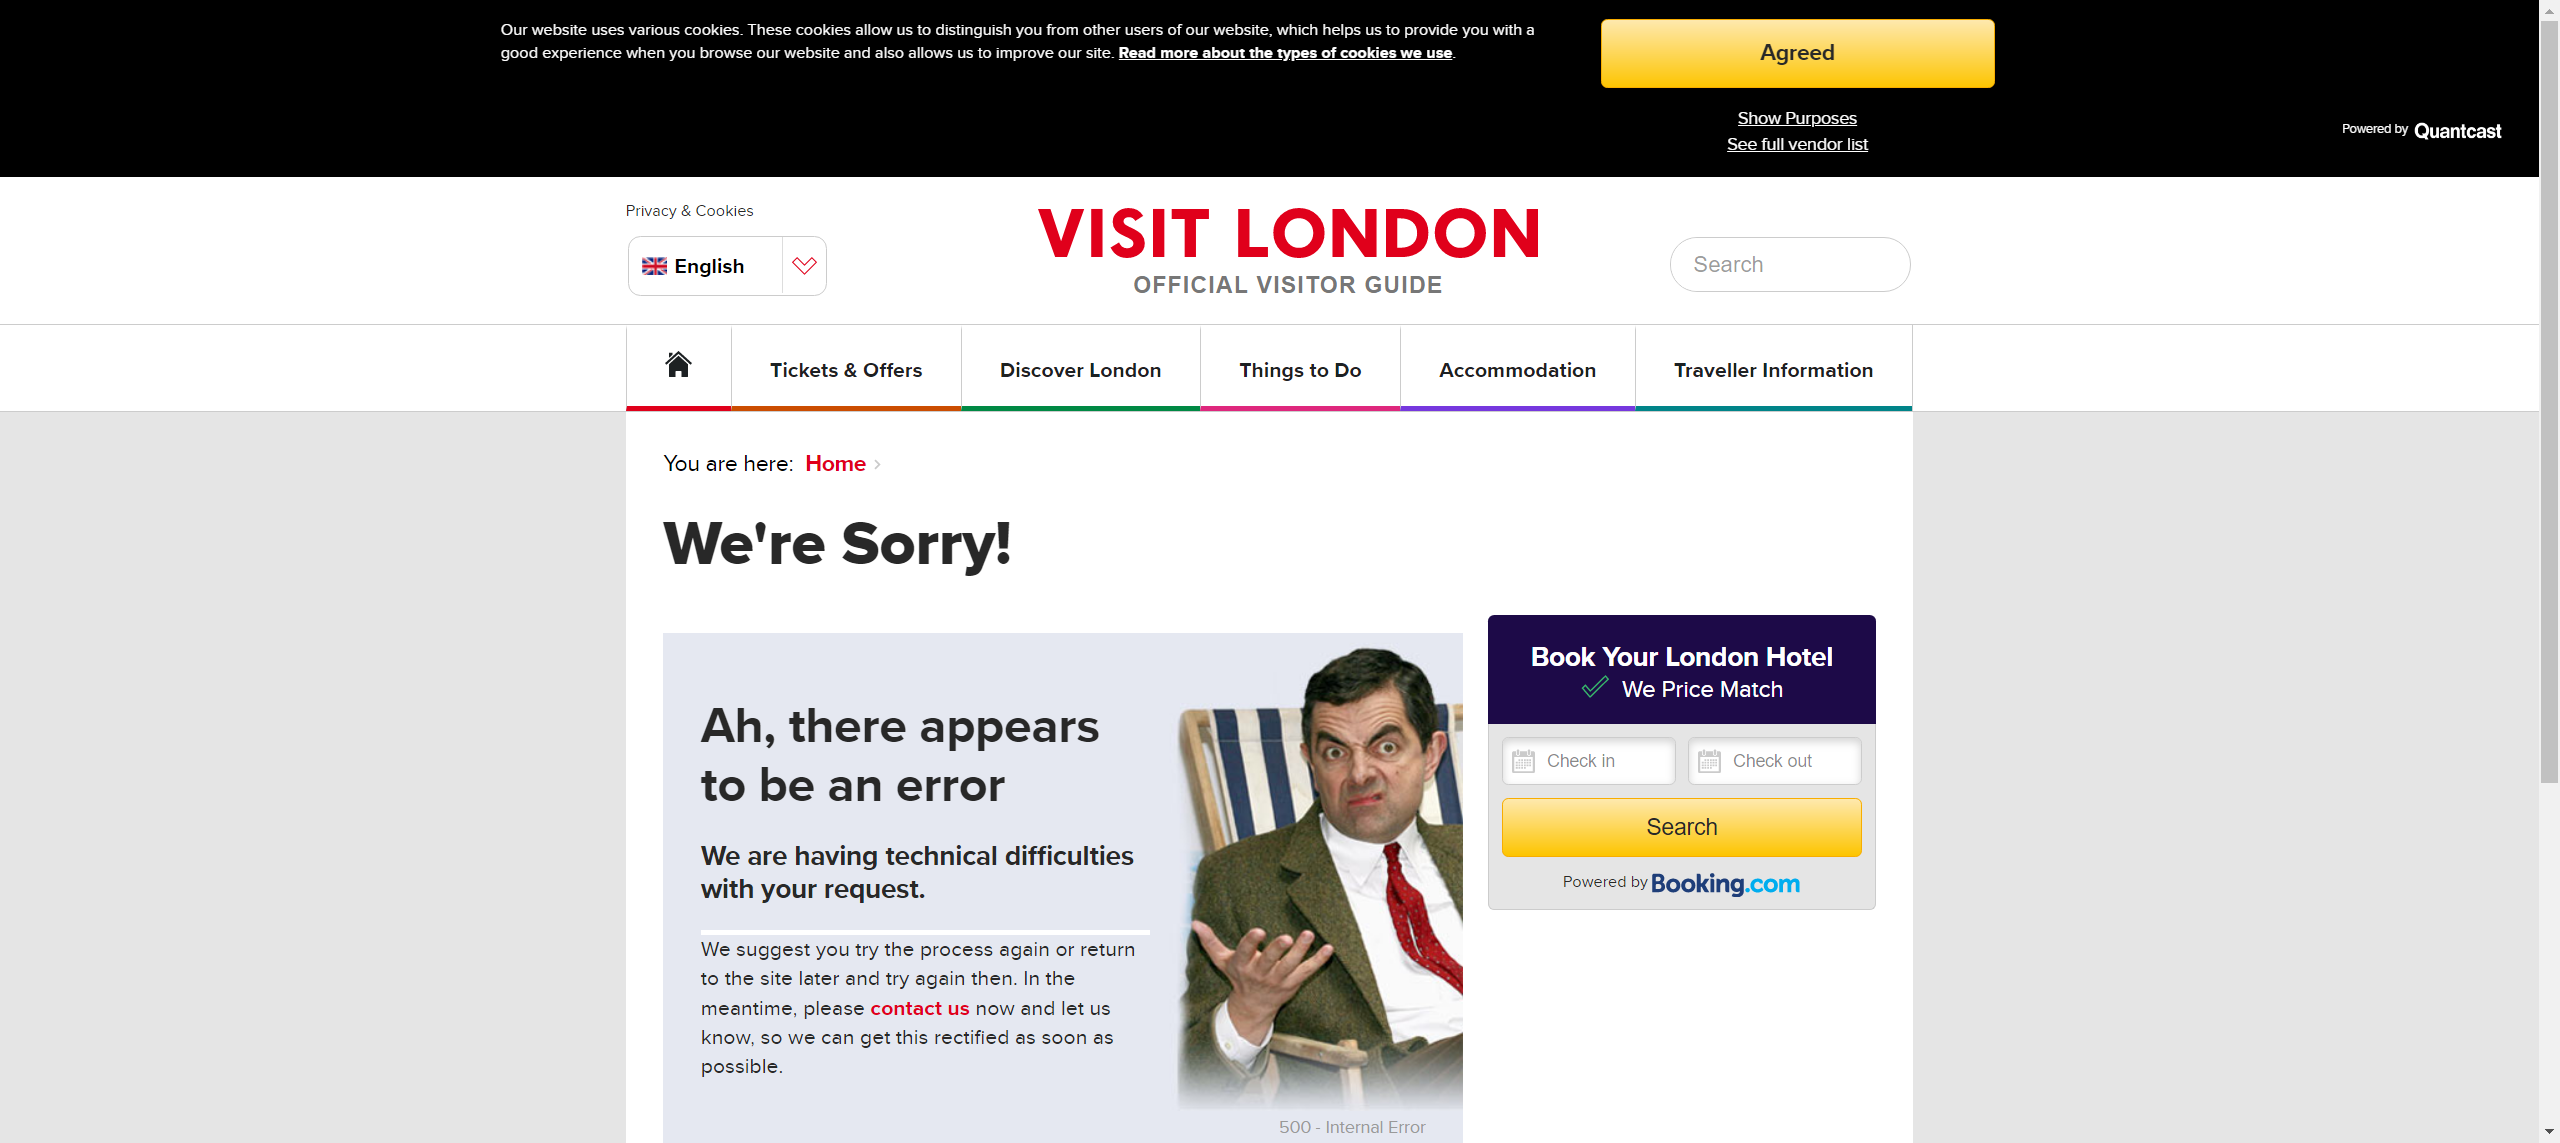 Our website uses various cookies. These cookies allow us to distinguish you from other users of our website, which helps us to provide you with a
good experience when you browse our website and also allows us to improve our site. Read more about the types of cookies we use.
Agreed
Show Purposes
See full vendor list
Powered by Quantcast
Privacy & Cookies
English
VISIT LONDON
OFFICIAL VISITOR GUIDE
Search
Tickets & Offers
Discover London
Things to Do
Accommodation
Traveller Information
You are here: Home ›
We're Sorry!
Ah, there appears
to be an error
We are having technical difficulties
with your request.
We suggest you try the process again or return
to the site later and try again then. In the
meantime, please contact us now and let us
know, so we can get this rectified as soon as
possible.
500 - Internal Error
Book Your London Hotel
We Price Match
Check in
Check out
Search
Powered by Booking.com